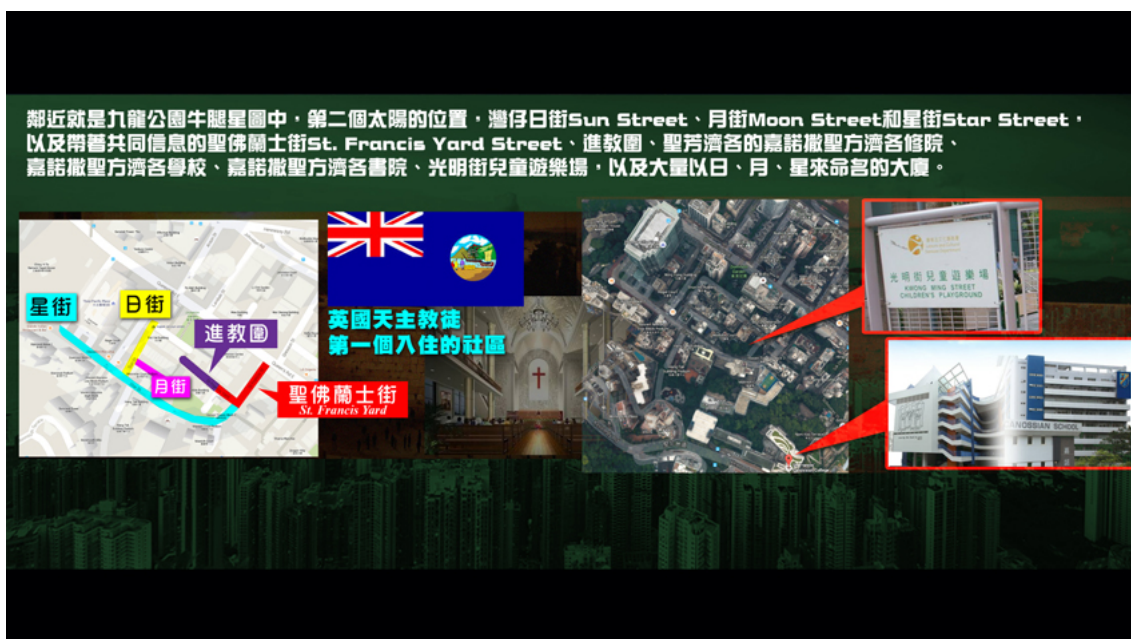 鄰近就是九龍公園牛腿星圖中，第二個太陽的位置，灣仔日街Sun Street、月街Moon Street和星街Star Street，
以及帶著共同信息的聖佛蘭士街St. Francis Yard Street、進教圍、聖芳濟各的嘉諾撒聖方濟各修院、
嘉諾撒聖方濟各學校、嘉諾撒聖方濟各書院、光明街兒童遊樂場，以及大量以日、月、星來命名的大廈。
星街
日街
進教圍
月街
聖佛蘭士街
St. Francis Yard
英國天主教徒
第一個入住的社區
光明街兒童遊樂場
KWONG MING STREET
CHILDREN'S PLAYGROUND
ANOSSIAN SCHOOL